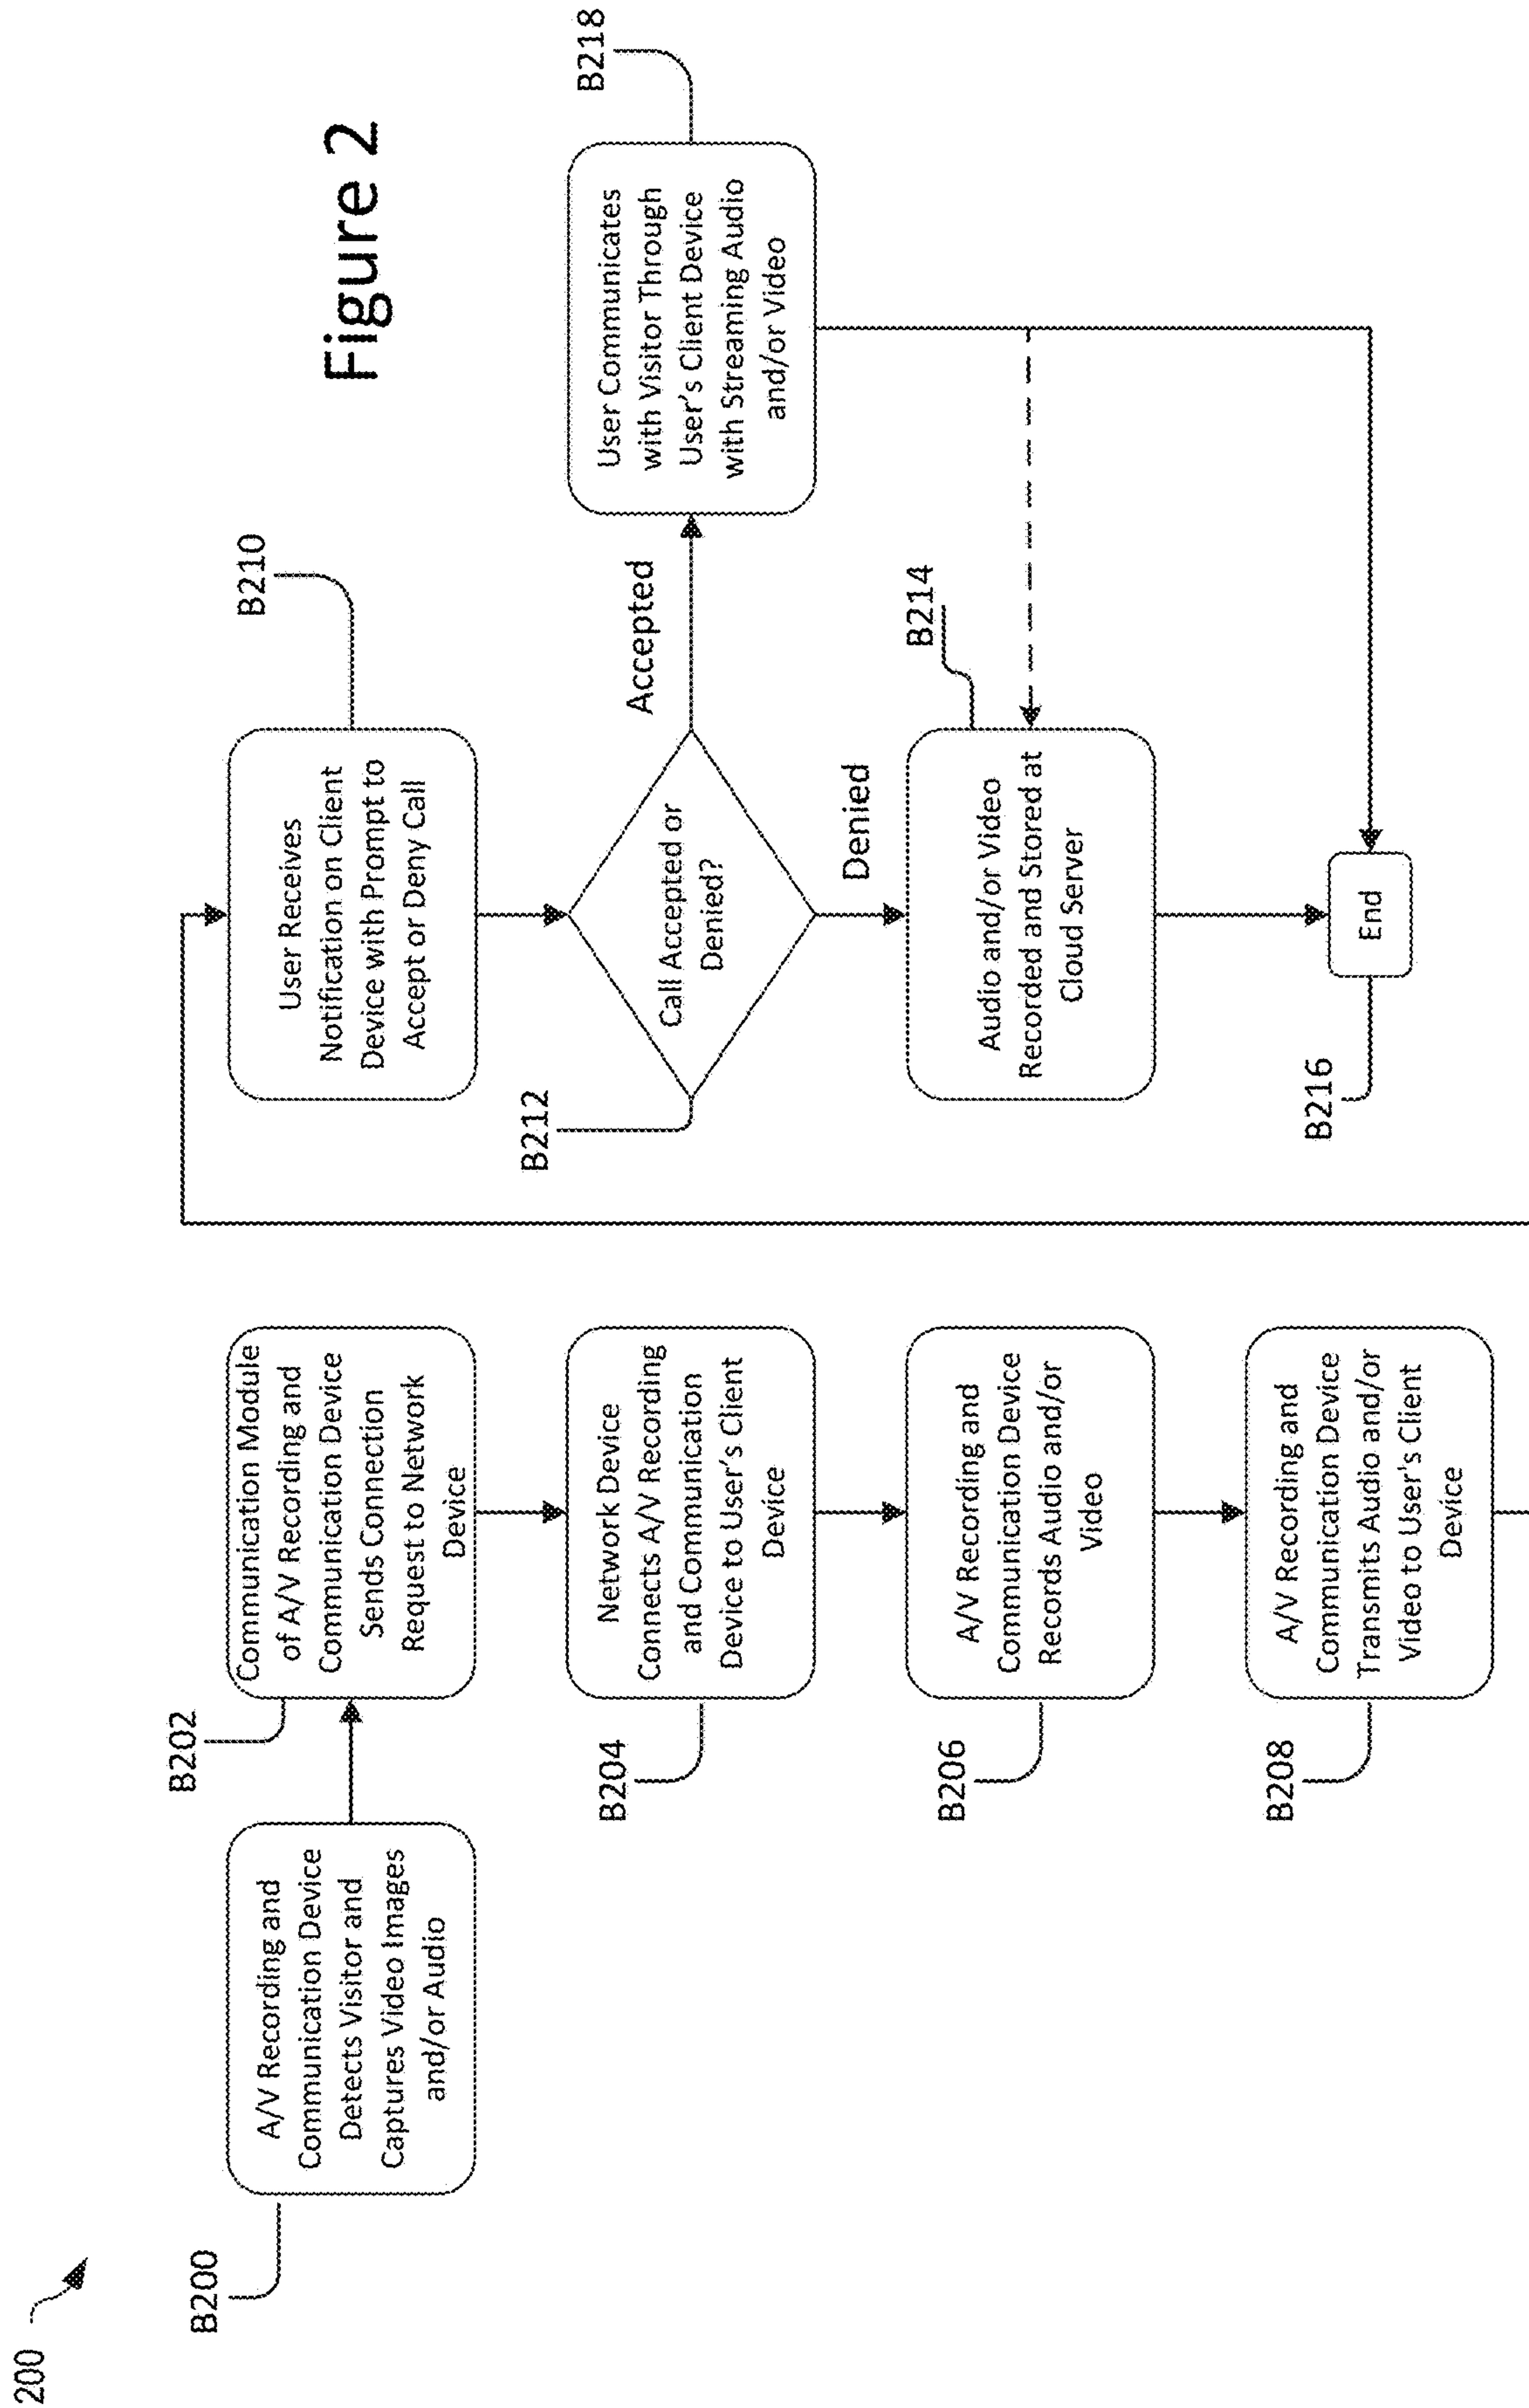 200
B200
A/V Recording and
Communication Device
Detects Visitor and
Captures Video Images
and/or Audio
B202
Communication Module
of A/V Recording and
Communication Device
Sends Connection
Request to Network
Device
B204
Network Device
Connects A/V Recording
and Communication
Device to User's Client
Device
B206
A/V Recording and
Communication Device
Records Audio and/or
Video
B208
A/V Recording and
Communication Device
Transmits Audio and/or
Video to User's Client
Device
B210
User Receives
Notification on Client
Device with Prompt to
Accept or Deny Call
B212
Call Accepted or
Denied?
Accepted
Denied
B218
User Communicates
with Visitor Through
User's Client Device
with Streaming Audio
and/or Video
B214
Audio and/or Video
Recorded and Stored at
Cloud Server
B216
End
Figure 2